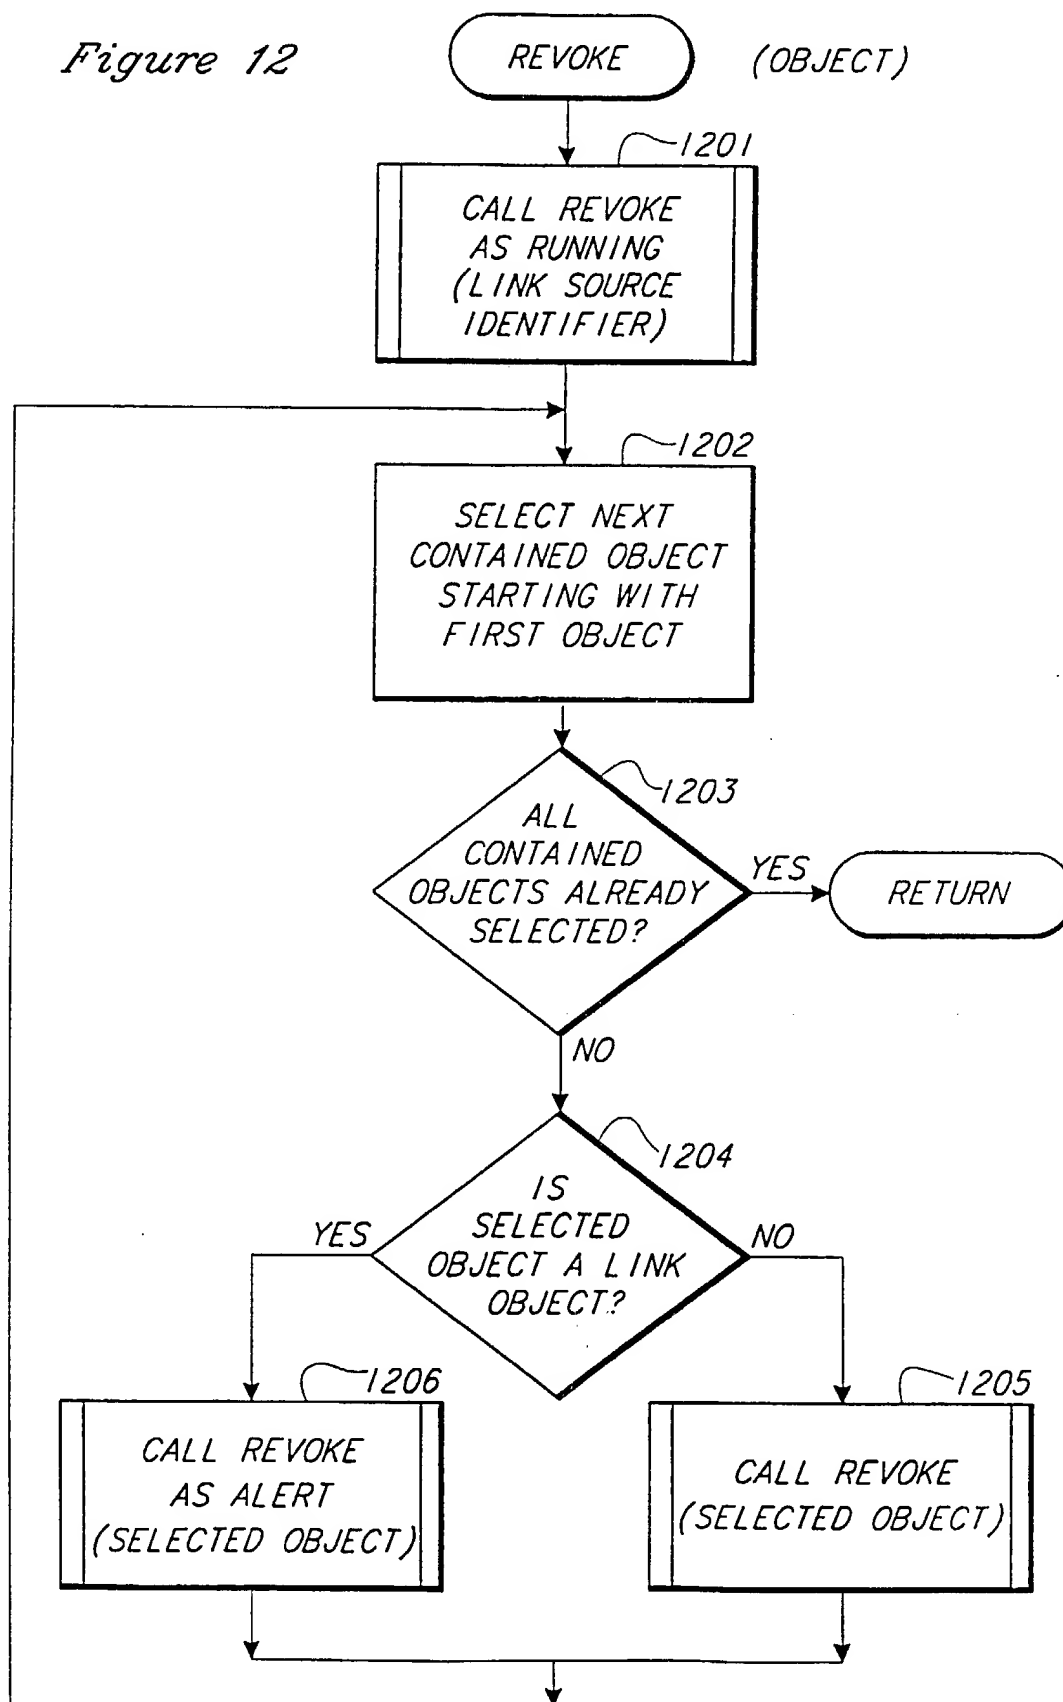 Figure 12
REVOKE
(OBJECT)
1201
CALL REVOKE
AS RUNNING
(LINK SOURCE
IDENTIFIER)
1202
SELECT NEXT
CONTAINED OBJECT
STARTING WITH
FIRST OBJECT
1203
ALL
CONTAINED
OBJECTS ALREADY
SELECTED?
YES
RETURN
NO
1204
IS
SELECTED
OBJECT A LINK
OBJECT?
YES
NO
1206
CALL REVOKE
AS ALERT
(SELECTED OBJECT)
1205
CALL REVOKE
(SELECTED OBJECT)